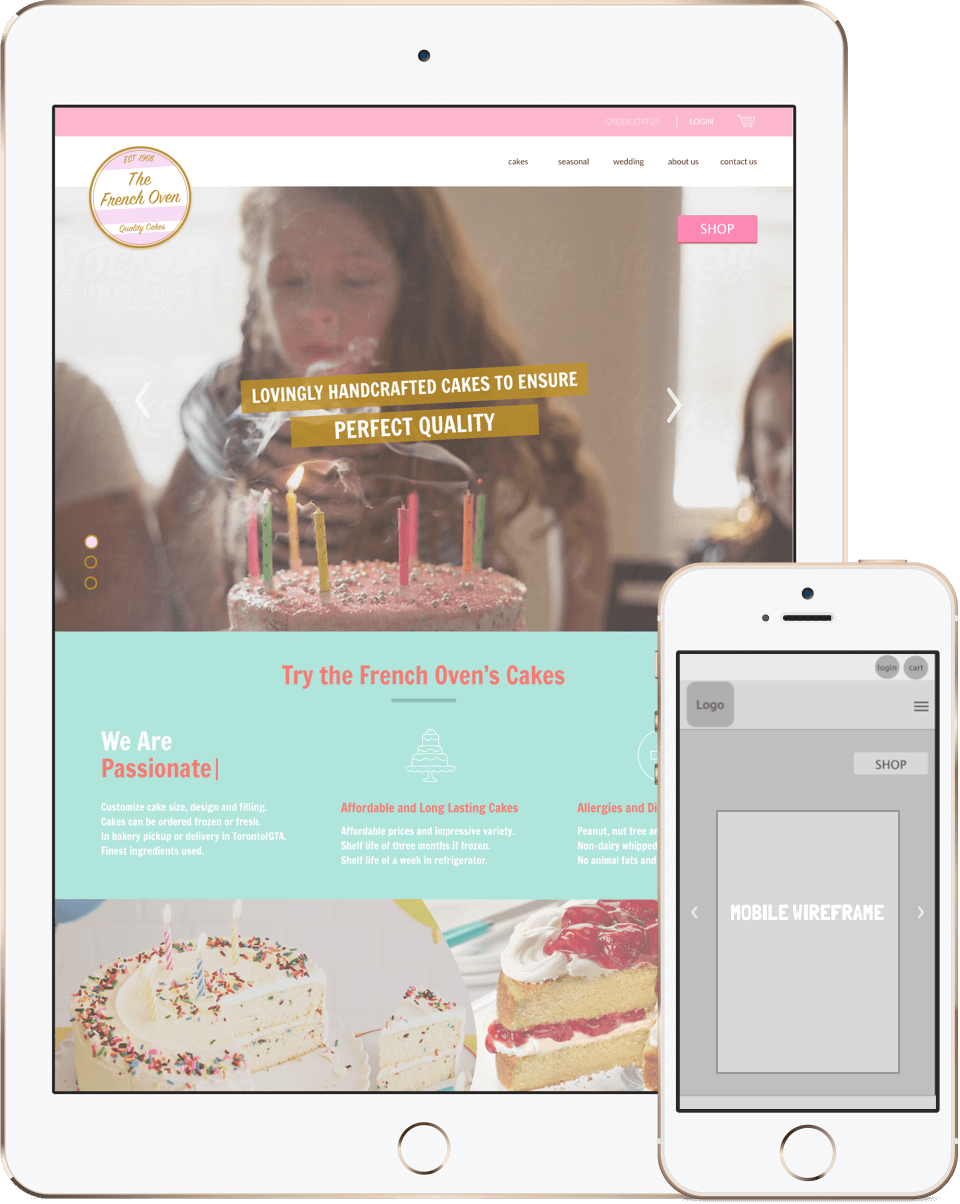 ORDER STATUS
LOGIN
EST 1968
The
French Oven
Quality Cakes
cakes
seasonal
wedding
about us
contact us
SHOP
LOVINGLY HANDCRAFTED CAKES TO ENSURE
PERFECT QUALITY
Try the French Oven's Cakes
We Are
Passionate|
Customize cake size, design and filling.
Cakes can be ordered frozen or fresh.
In bakery pickup or delivery in Toronto/GTA.
Finest ingredients used.
Affordable and Long Lasting Cakes
Affordable prices and impressive variety.
Shelf life of three months if frozen.
Shelf life of a week in refrigerator.
Allergies and Di
Peanut, nut free ar
Non-dairy whipped
No animal fats and
login
cart
Logo
SHOP
MOBILE WIREFRAME